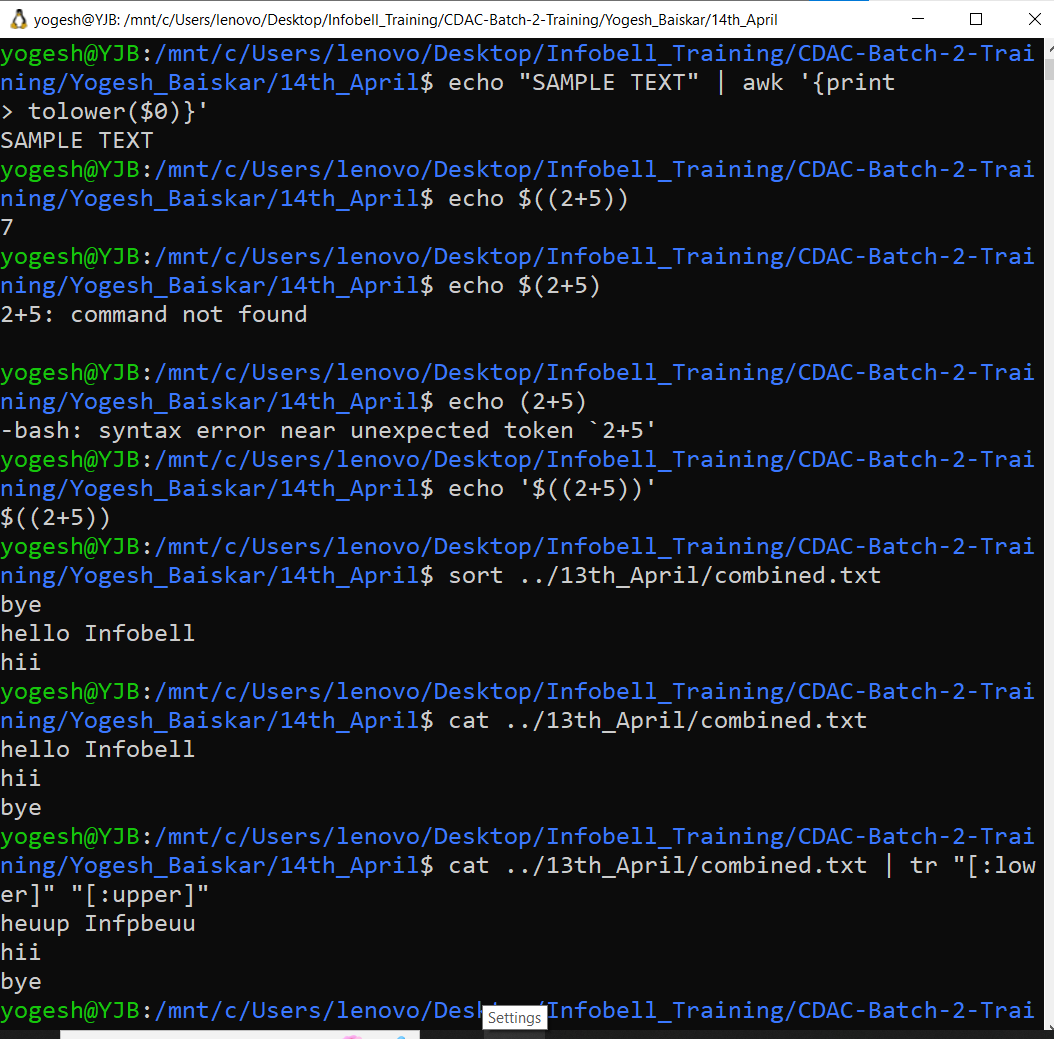 yogesh@YJB: /mnt/c/Users/lenovo/Desktop/Infobell_Training/CDAC-Batch-2-Training/Yogesh_Baiskar/14th_April
yogesh@YJB:/mnt/c/Users/lenovo/Desktop/Infobell_Training/CDAC-Batch-2-Trai
ning/Yogesh_Baiskar/14th_April$ echo "SAMPLE TEXT" | awk '{print
> tolower($0)}'
SAMPLE TEXT
yogesh@YJB:/mnt/c/Users/lenovo/Desktop/Infobell_Training/CDAC-Batch-2-Trai
ning/Yogesh_Baiskar/14th_April$ echo $((2+5))
7
yogesh@YJB:/mnt/c/Users/lenovo/Desktop/Infobell_Training/CDAC-Batch-2-Trai
ning/Yogesh_Baiskar/14th_April$ echo $(2+5)
2+5: command not found
yogesh@YJB:/mnt/c/Users/lenovo/Desktop/Infobell_Training/CDAC-Batch-2-Trai
ning/Yogesh_Baiskar/14th_April$ echo (2+5)
-bash: syntax error near unexpected token `2+5'
yogesh@YJB:/mnt/c/Users/lenovo/Desktop/Infobell_Training/CDAC-Batch-2-Trai
ning/Yogesh_Baiskar/14th_April$ echo '$((2+5))'
$((2+5))
yogesh@YJB:/mnt/c/Users/lenovo/Desktop/Infobell_Training/CDAC-Batch-2-Trai
ning/Yogesh_Baiskar/14th_April$ sort ../13th_April/combined.txt
bye
hello Infobell
hii
yogesh@YJB:/mnt/c/Users/lenovo/Desktop/Infobell_Training/CDAC-Batch-2-Trai
ning/Yogesh_Baiskar/14th_April$ cat ../13th_April/combined.txt
hello Infobell
hii
bye
yogesh@YJB:/mnt/c/Users/lenovo/Desktop/Infobell_Training/CDAC-Batch-2-Trai
ning/Yogesh_Baiskar/14th_April$ cat ../13th_April/combined.txt | tr "[:low
er]" "[:upper]"
heuup Infpbeuu
hii
bye
yogesh@YJB:/mnt/c/Users/lenovo/Desktop/Infobell_Training/CDAC-Batch-2-Trai
Settings